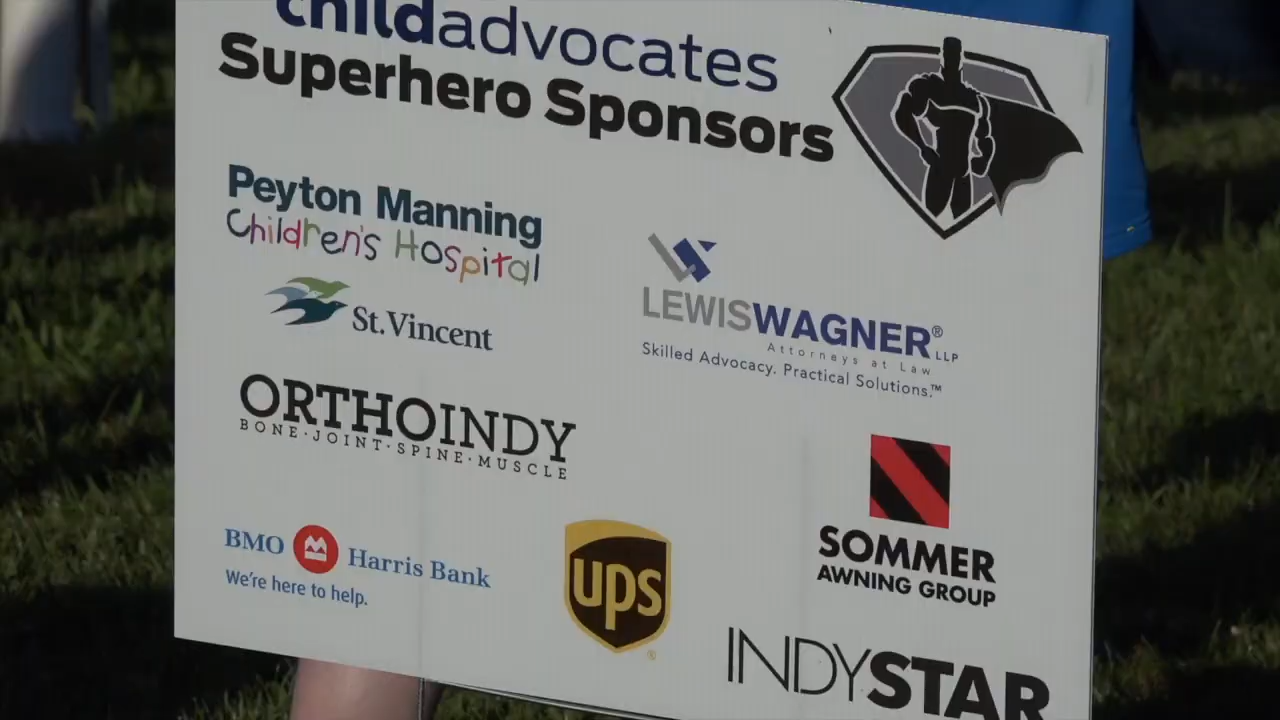 childadvocates
Superhero Sponsors
Peyton Manning
Children's Hospital
St.Vincent
LEWISWAGNER® LLP
Attorneys at Law
Skilled Advocacy. Practical Solutions.™
ORTHOINDY
BONE·JOINT·SPINE·MUSCLE
BMO Harris Bank
We're here to help.
ups
®
SOMMER
AWNING GROUP
INDYSTAR